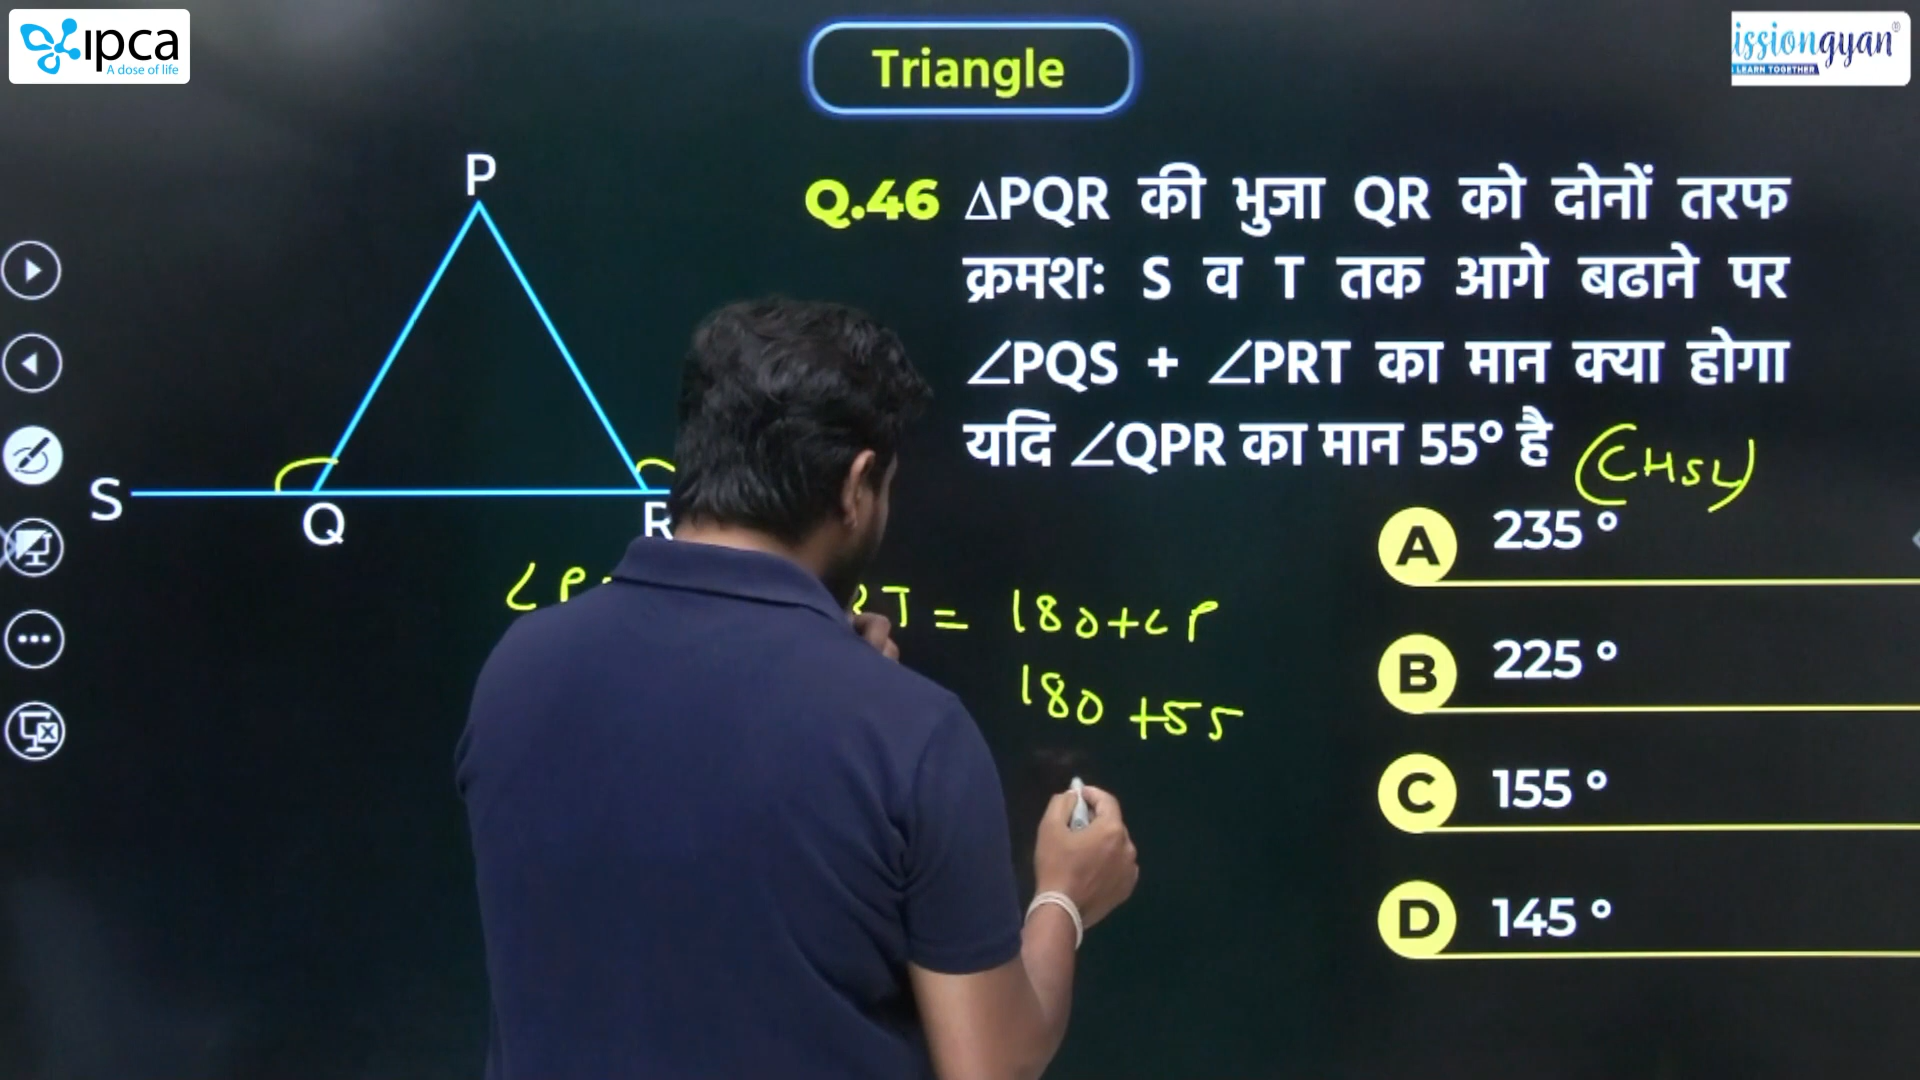 ipca
A dose of life
Triangle
issiongyan®
LEARN TOGETHER
P
S
Q
R
Q.46 ΔPQR की भुजा QR को दोनों तरफ
क्रमशः S व T तक आगे बढाने पर
∠PQS + ∠PRT का मान क्या होगा
यदि ∠QPR का मान 55° है
(CHSL)
∠P T = 180+∠P
180 +55
A 235°
B 225°
C 155°
D 145°